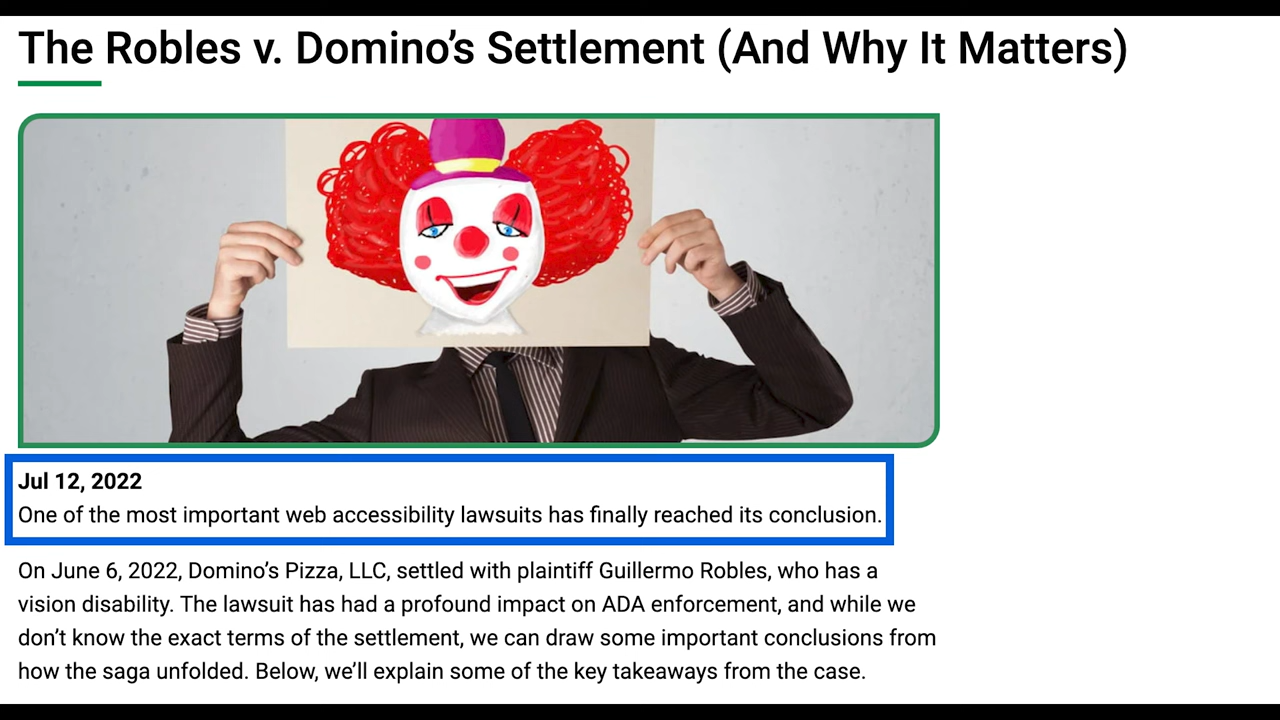 The Robles v. Domino’s Settlement (And Why It Matters)
Jul 12, 2022
One of the most important web accessibility lawsuits has finally reached its conclusion.
On June 6, 2022, Domino’s Pizza, LLC, settled with plaintiff Guillermo Robles, who has a
vision disability. The lawsuit has had a profound impact on ADA enforcement, and while we
don’t know the exact terms of the settlement, we can draw some important conclusions from
how the saga unfolded. Below, we’ll explain some of the key takeaways from the case.